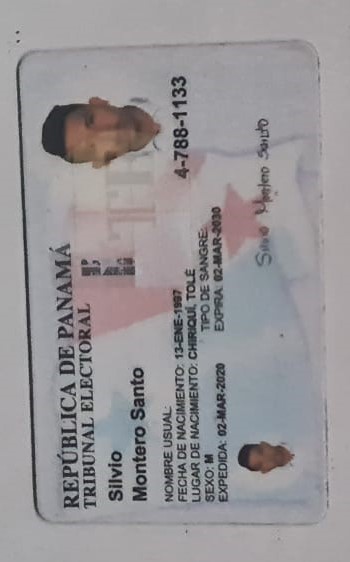 REPÚBLICA DE PANAMÁ
TRIBUNAL ELECTORAL
Silvio
Montero Santo
NOMBRE USUAL:
FECHA DE NACIMIENTO: 13-ENE-1997
LUGAR DE NACIMIENTO: CHIRIQUÍ, TOLÉ
SEXO: M TIPO DE SANGRE:
EXPEDIDA: 02-MAR-2020 EXPIRA: 02-MAR-2030
4-788-1133
Silvio Montero Santo